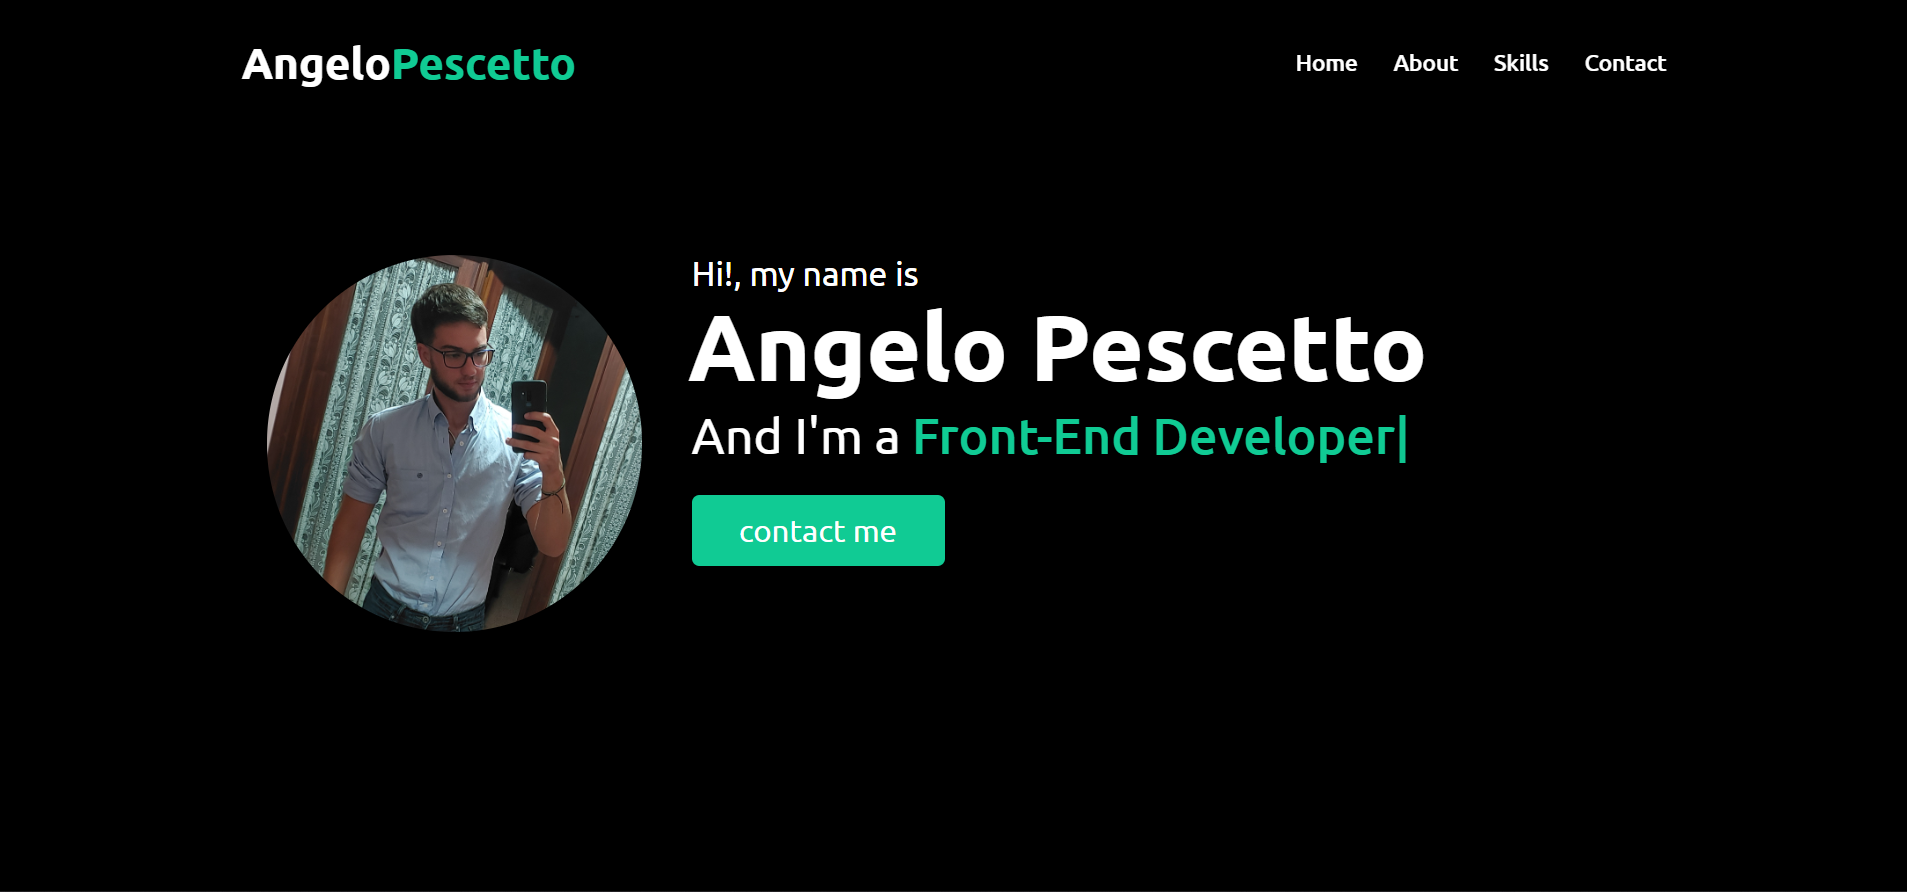 AngeloPescetto
Home About Skills Contact
Hi!, my name is
Angelo Pescetto
And I'm a Front-End Developer|
contact me